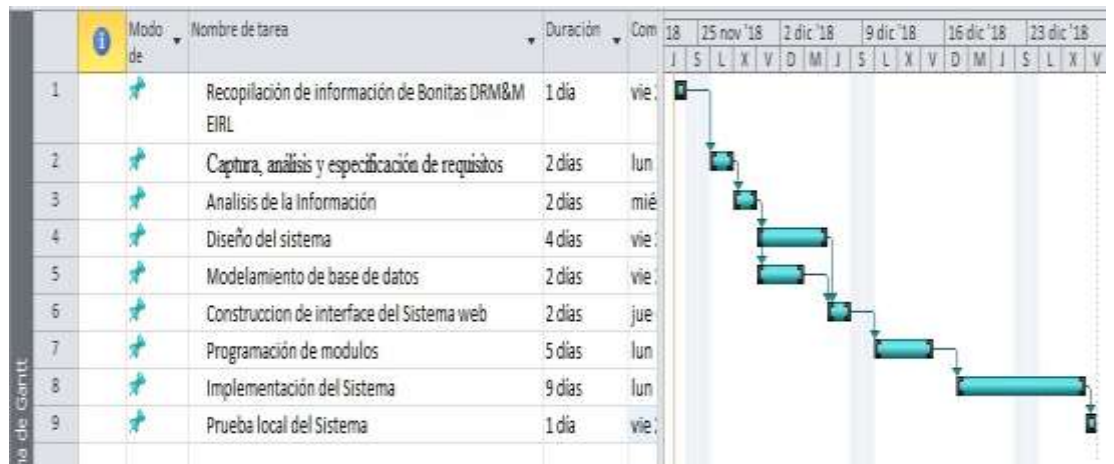 Modo de
Nombre de tarea
Duración
Com
18
25 nov '18
2 dic '18
9 dic '18
16 dic '18
23 dic '18
J S L X V D M J S L X V D M J S L X V
1 Recopilación de información de Bonitas DRM&M EIRL 1 día vie
2 Captura, análisis y especificación de requisitos 2 días lun
3 Analisis de la Información 2 días mié
4 Diseño del sistema 4 días vie
5 Modelamiento de base de datos 2 días vie
6 Construccion de interface del Sistema web 2 días jue
7 Programación de modulos 5 días lun
8 Implementación del Sistema 9 días lun
9 Prueba local del Sistema 1 día vie
de Gantt